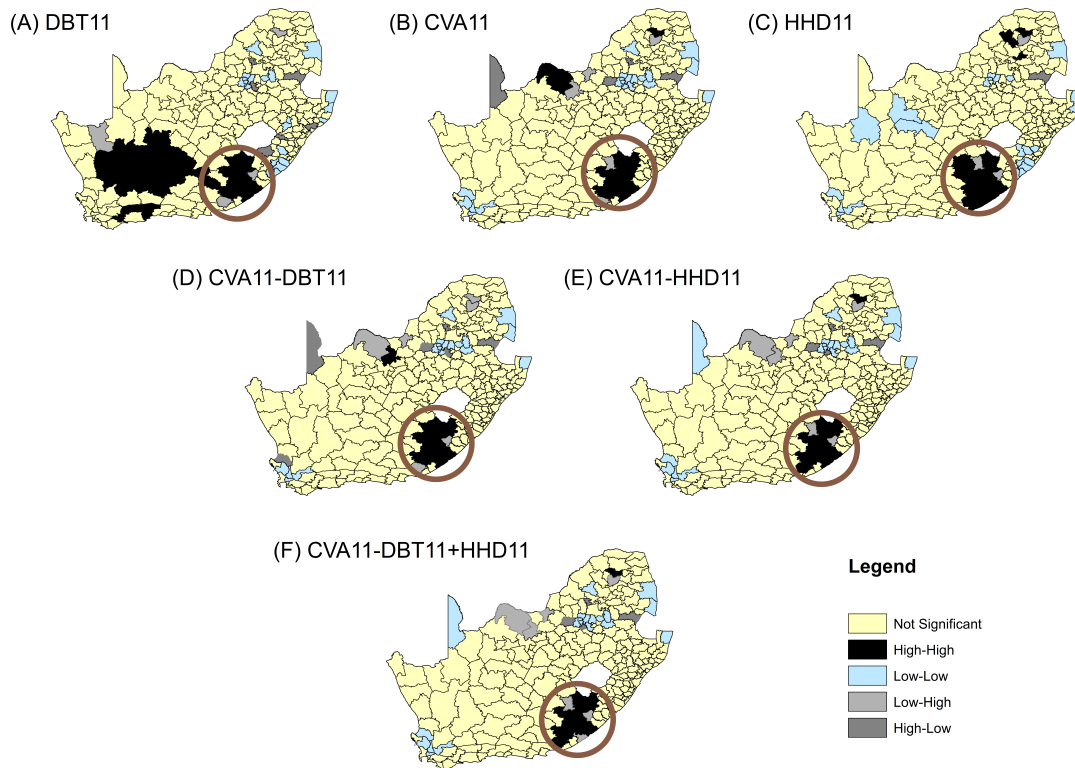 (A) DBT11
(B) CVA11
(C) HHD11
(D) CVA11-DBT11
(E) CVA11-HHD11
(F) CVA11-DBT11+HHD11
Legend
Not Significant
High-High
Low-Low
Low-High
High-Low